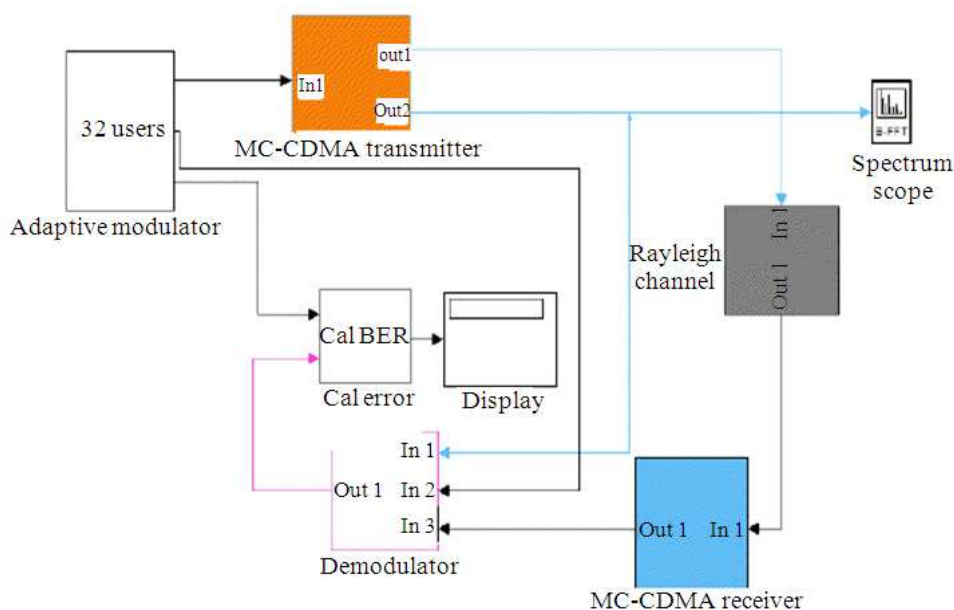 out1
In1
Out2
32 users
MC-CDMA transmitter
B-FFT
Spectrum
scope
Adaptive modulator
In 1
Rayleigh
channel
Out 1
Cal BER
Cal error
Display
In 1
Out 1
In 2
In 3
Out 1
In 1
Demodulator
MC-CDMA receiver